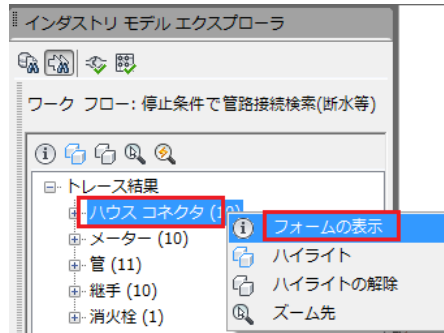 インダストリ モデル エクスプローラ
ワーク フロー: 停止条件で管路接続検索(断水等)
トレース結果
ハウス コネクタ (10)
メーター (10)
管 (11)
継手 (10)
消火栓 (1)
フォームの表示
ハイライト
ハイライトの解除
ズーム先